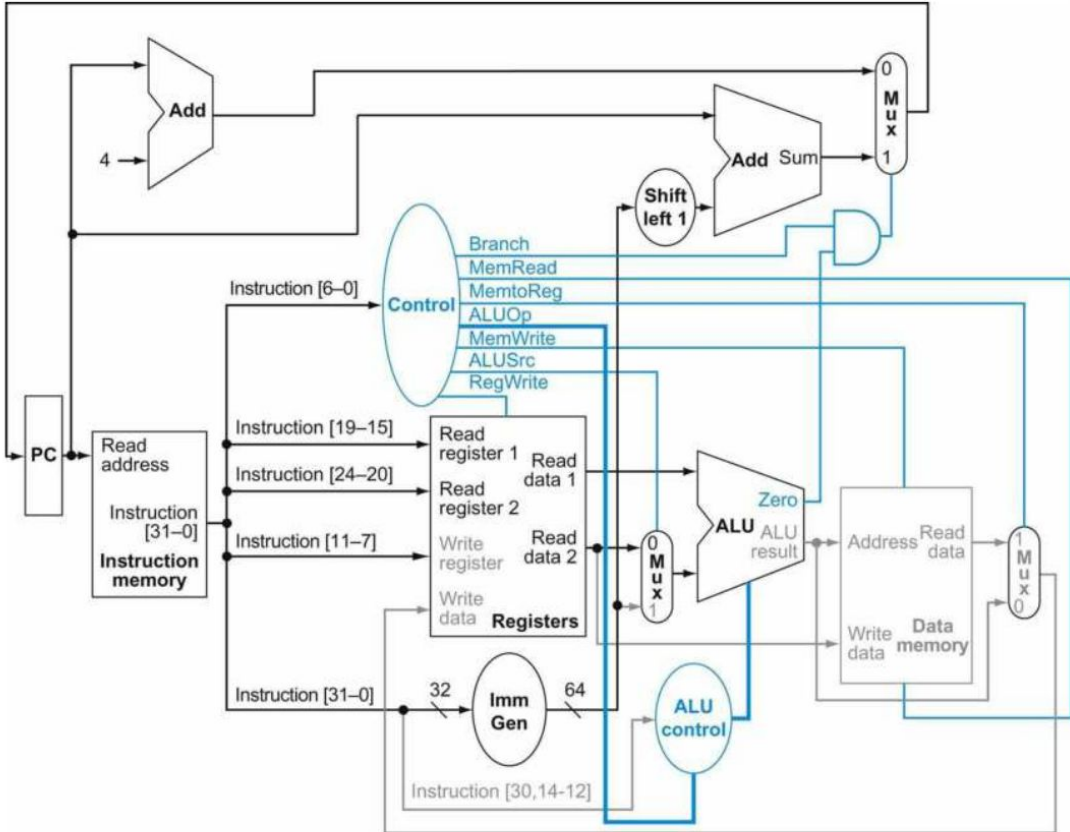 Add
4
0
Mux
1
Add Sum
Shift
left 1
Branch
MemRead
MemtoReg
ALUOp
MemWrite
ALUSrc
RegWrite
Control
Instruction [6–0]
PC
Read
address
Instruction
[31–0]
Instruction
memory
Instruction [19–15]
Instruction [24–20]
Instruction [11–7]
Instruction [31–0]
Read
register 1
Read
register 2
Write
register
Write
data
Read
data 1
Read
data 2
Registers
0
Mux
1
Zero
ALU
ALU
result
Address
Read
data
Write
data
Data
memory
1
Mux
0
32
Imm
Gen
64
ALU
control
Instruction [30,14-12]